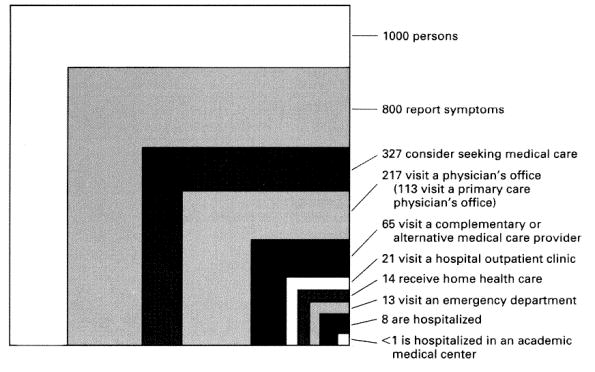 1000 persons
800 report symptoms
327 consider seeking medical care
217 visit a physician's office
(113 visit a primary care
physician's office)
65 visit a complementary or
alternative medical care provider
21 visit a hospital outpatient clinic
14 receive home health care
13 visit an emergency department
8 are hospitalized
<1 is hospitalized in an academic
medical center